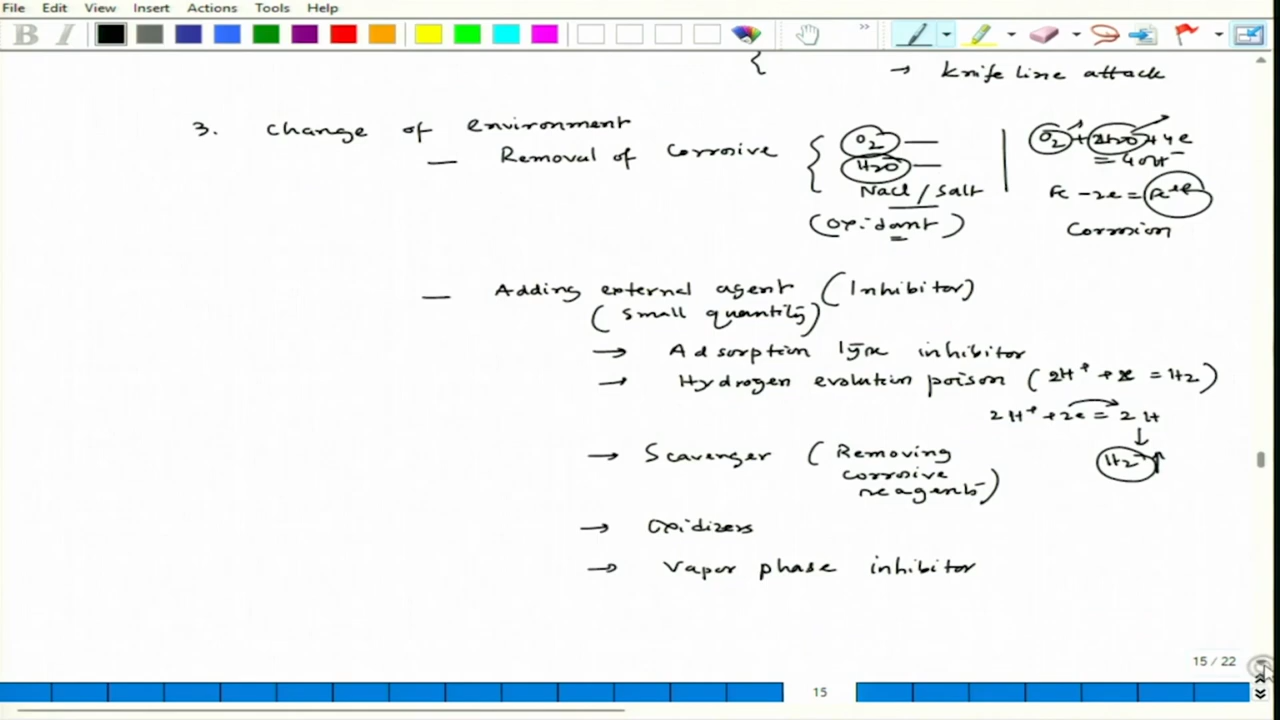 File Edit View Insert Actions Tools Help
B I
→ Knife Line attack
3. Change of environment
— Removal of Corrosive { O2 —
H2O —
NaCl / Salt
(Oxidant)
O2 + 2H2O + 4e
= 4OH-
Fe - 2e = Fe++
Corrosion
— Adding external agent (Inhibitor)
(Small quantity)
→ Adsorption Type inhibitor
→ Hydrogen evolution poison (2H+ + = H2)
2H+ + 2e = 2H
↓
H2 ↑
→ Scavenger (Removing
corrosive
reagents)
→ Oxidizers
→ Vapor phase inhibitor
15 / 22
15